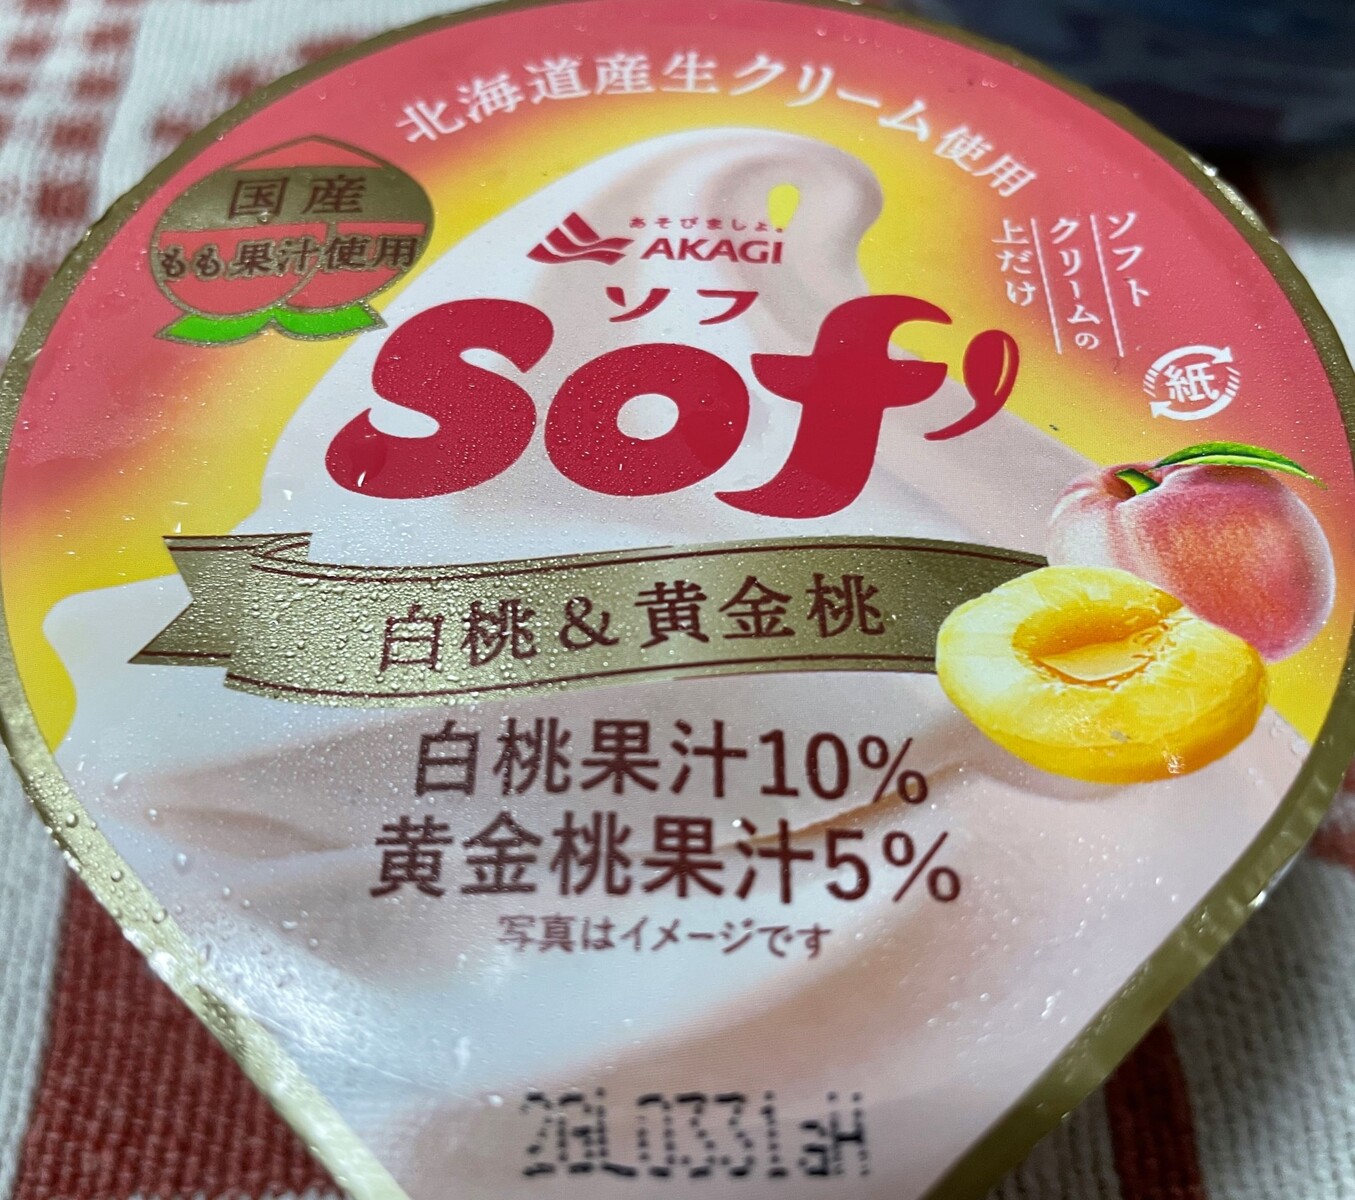 北海道産生クリーム使用
国産
もも果汁使用
あそびましょ。
AKAGI
ソフ
Sof'
ソフト
クリームの
上だけ
紙
白桃&黄金桃
白桃果汁10%
黄金桃果汁5%
写真はイメージです